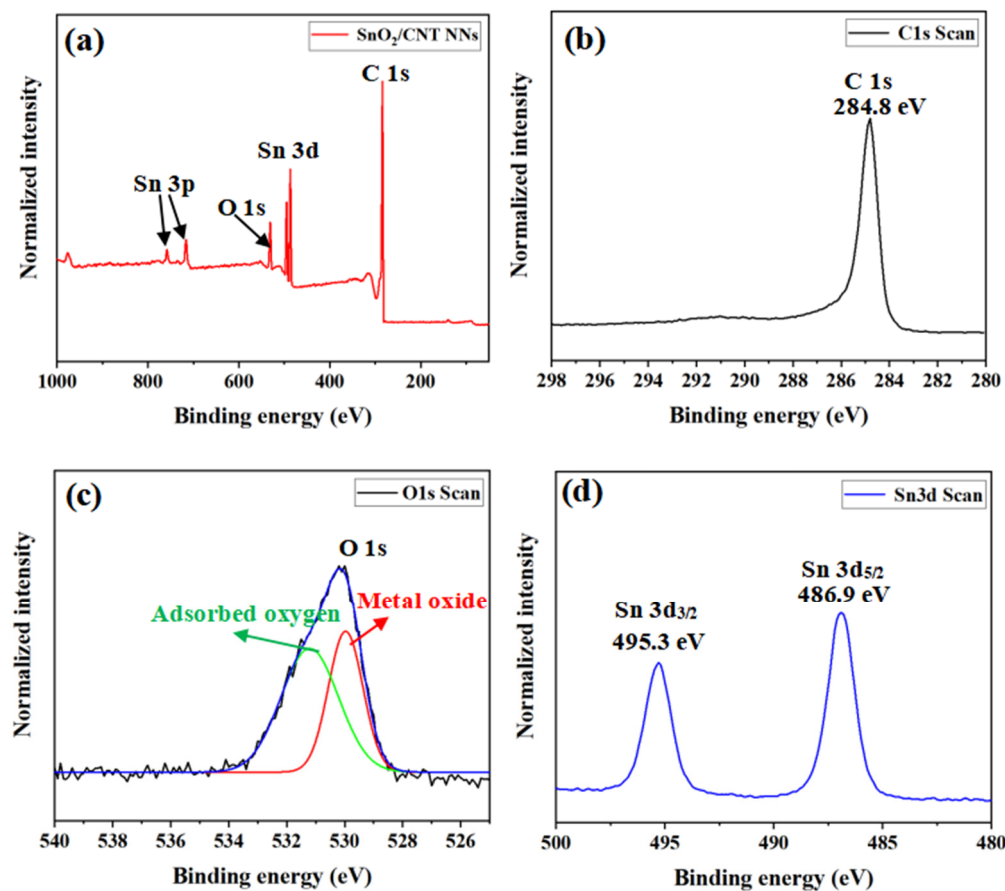 (a)
SnO₂/CNT NNs
C 1s
Sn 3d
Sn 3p
O 1s
Normalized intensity
1000 800 600 400 200
Binding energy (eV)
(b)
C1s Scan
C 1s
284.8 eV
Normalized intensity
298 296 294 292 290 288 286 284 282 280
Binding energy (eV)
(c)
O1s Scan
O 1s
Metal oxide
Adsorbed oxygen
Normalized intensity
540 538 536 534 532 530 528 526
Binding energy (eV)
(d)
Sn3d Scan
Sn 3d5/2
486.9 eV
Sn 3d3/2
495.3 eV
Normalized intensity
500 495 490 485 480
Binding energy (eV)